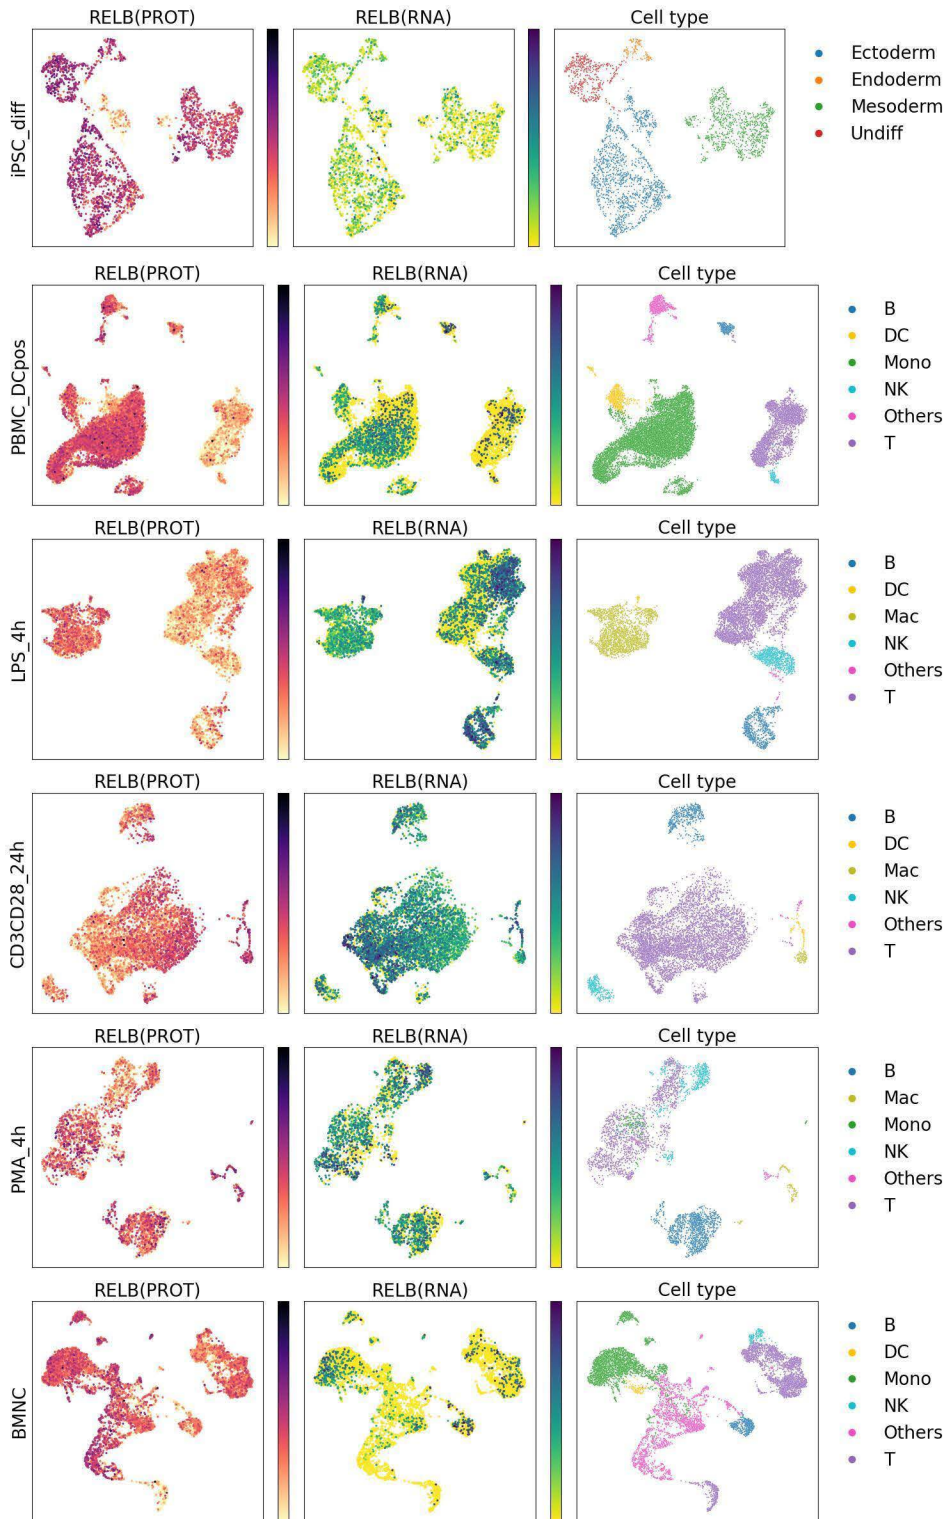 RELB(PROT) RELB(RNA) Cell type
iPSC_diff
Ectoderm
Endoderm
Mesoderm
Undiff
RELB(PROT) RELB(RNA) Cell type
PBMC_DCpos
B
DC
Mono
NK
Others
T
RELB(PROT) RELB(RNA) Cell type
LPS_4h
B
DC
Mac
NK
Others
T
RELB(PROT) RELB(RNA) Cell type
CD3CD28_24h
B
DC
Mac
NK
Others
T
RELB(PROT) RELB(RNA) Cell type
PMA_4h
B
Mac
Mono
NK
Others
T
RELB(PROT) RELB(RNA) Cell type
BMNC
B
DC
Mono
NK
Others
T